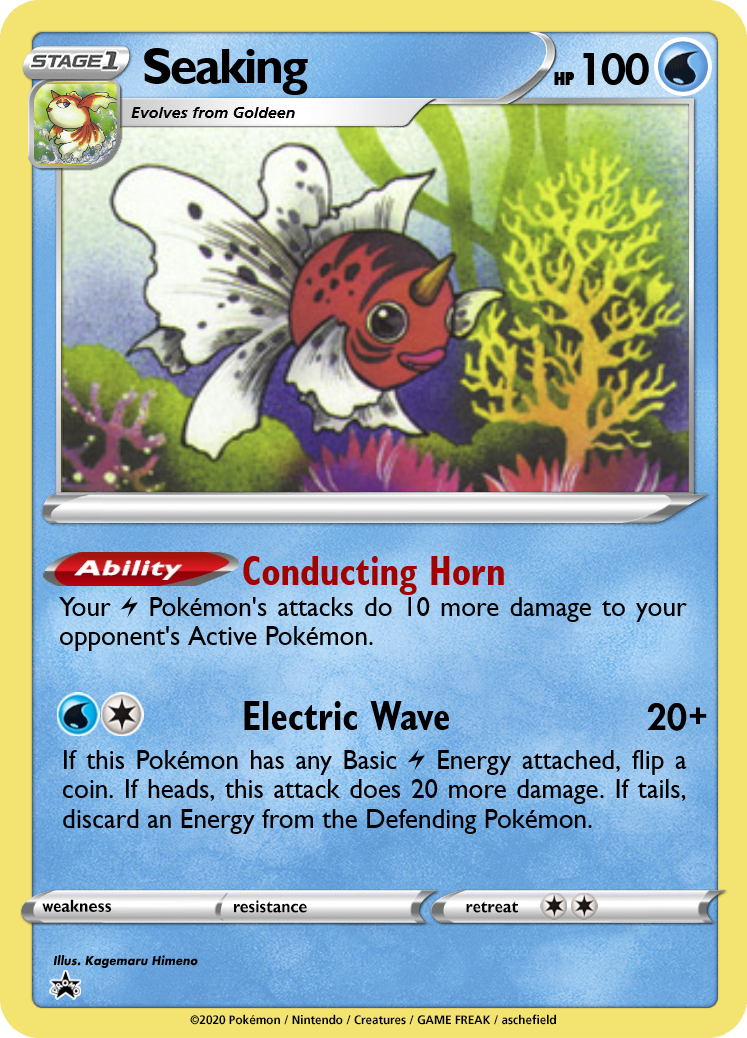 STAGE1 Seaking HP 100
Evolves from Goldeen
Ability Conducting Horn
Your Pokémon's attacks do 10 more damage to your
opponent's Active Pokémon.
Electric Wave 20+
If this Pokémon has any Basic Energy attached, flip a
coin. If heads, this attack does 20 more damage. If tails,
discard an Energy from the Defending Pokémon.
weakness resistance retreat
Illus. Kagemaru Himeno
PROMO
©2020 Pokémon / Nintendo / Creatures / GAME FREAK / aschefield